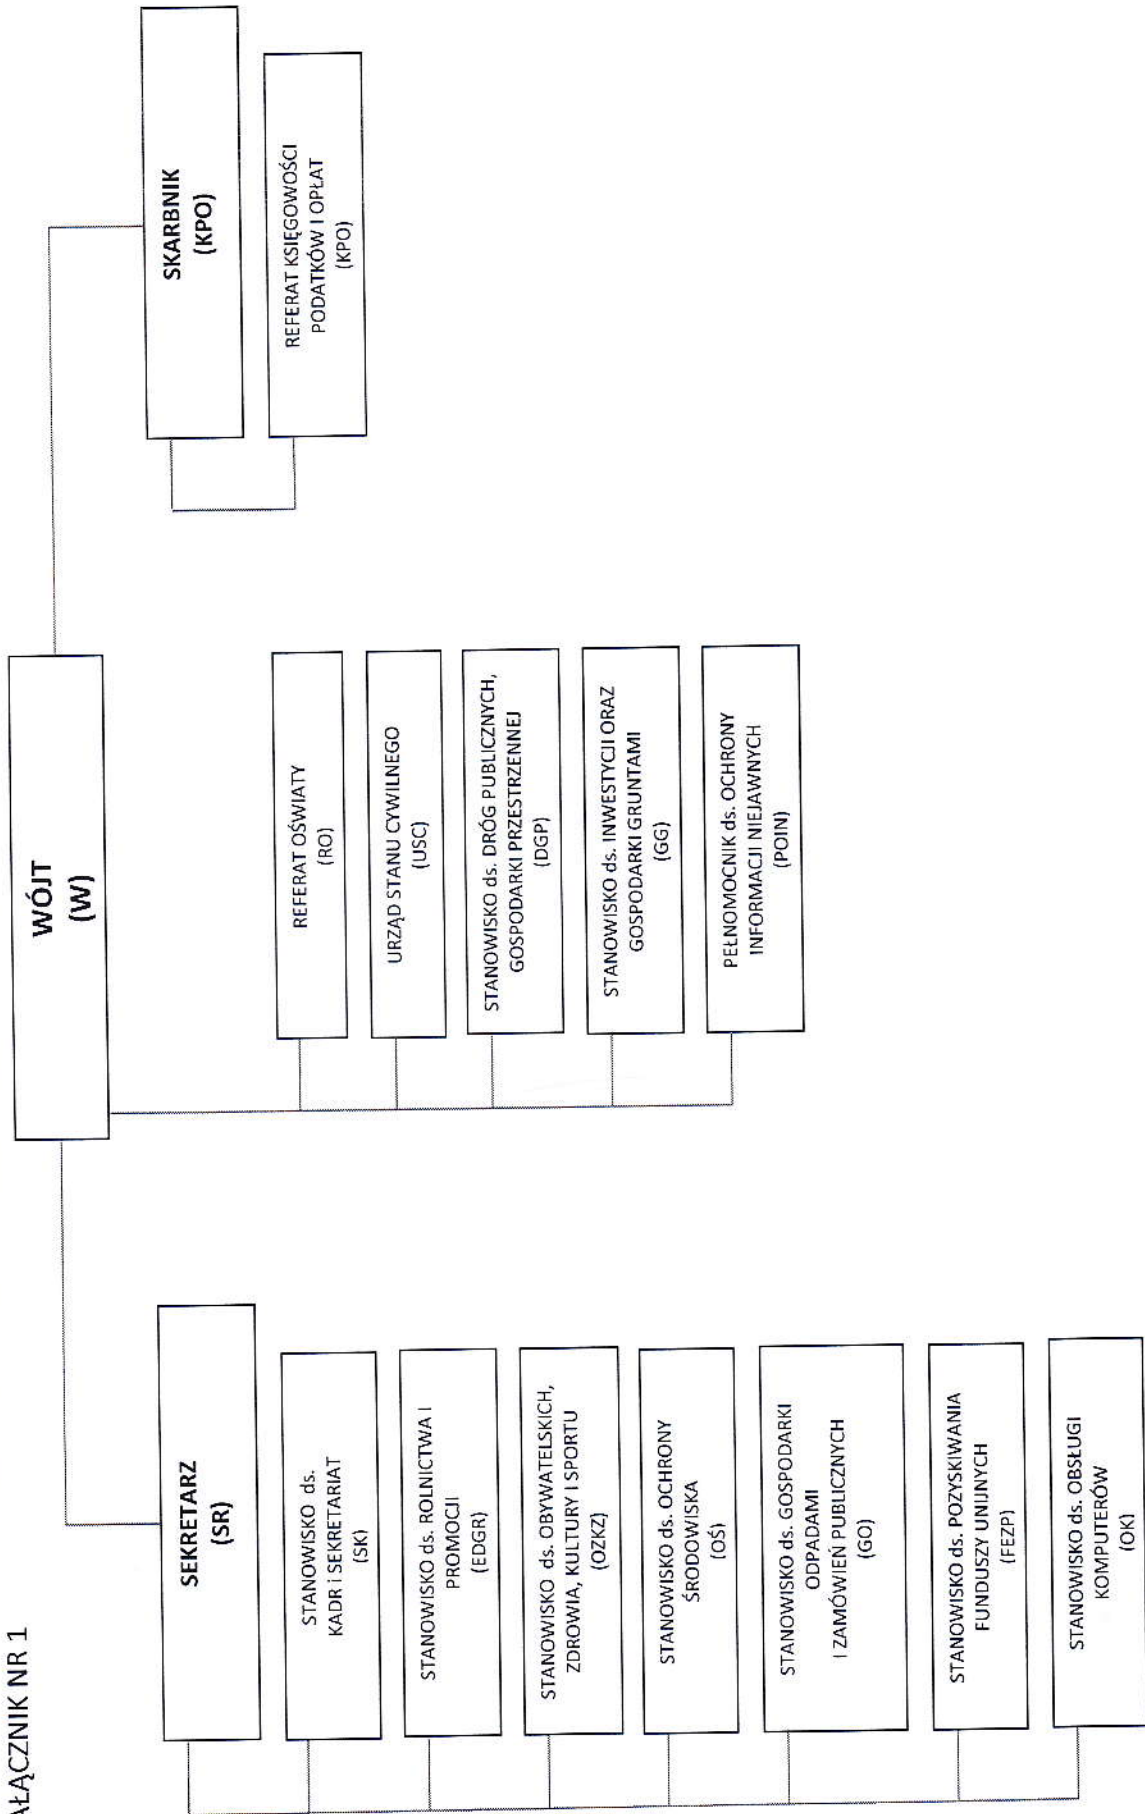 AŁĄCZNIK NR 1
WÓJT
(W)
SEKRETARZ
(SR)
STANOWISKO ds.
KADR i SEKRETARIAT
(SK)
STANOWISKO ds. ROLNICTWA I
PROMOCJI
(EDGR)
STANOWISKO ds. OBYWATELSKICH,
ZDROWIA, KULTURY I SPORTU
(OZKZ)
STANOWISKO ds. OCHRONY
ŚRODOWISKA
(OŚ)
STANOWISKO ds. GOSPODARKI
ODPADAMI
I ZAMÓWIEŃ PUBLICZNYCH
(GO)
STANOWISKO ds. POZYSKIWANIA
FUNDUSZY UNIJNYCH
(FEZP)
STANOWISKO ds. OBSŁUGI
KOMPUTERÓW
(OK)
REFERAT OŚWIATY
(RO)
URZĄD STANU CYWILNEGO
(USC)
STANOWISKO ds. DRÓG PUBLICZNYCH,
GOSPODARKI PRZESTRZENNEJ
(DGP)
STANOWISKO ds. INWESTYCJI ORAZ
GOSPODARKI GRUNTAMI
(GG)
PEŁNOMOCNIK ds. OCHRONY
INFORMACJI NIEJAWNYCH
(POIN)
SKARBNIK
(KPO)
REFERAT KSIĘGOWOŚCI
PODATKÓW I OPŁAT
(KPO)